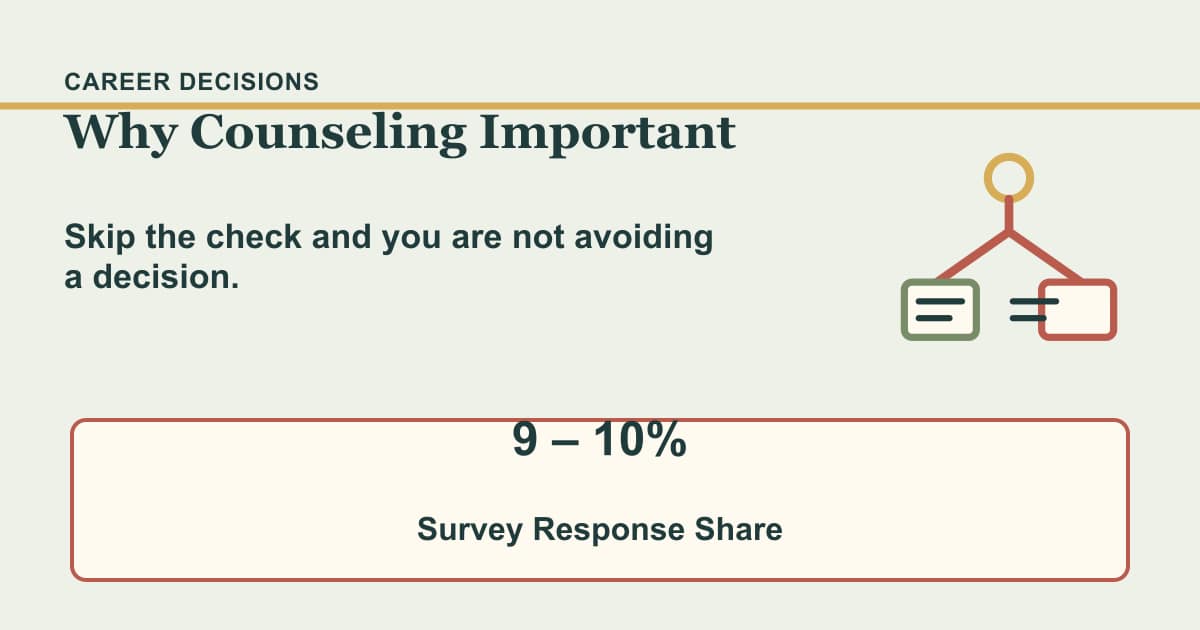 CAREER DECISIONS
Why Counseling Important
Skip the check and you are not avoiding
a decision.
9 – 10%
Survey Response Share